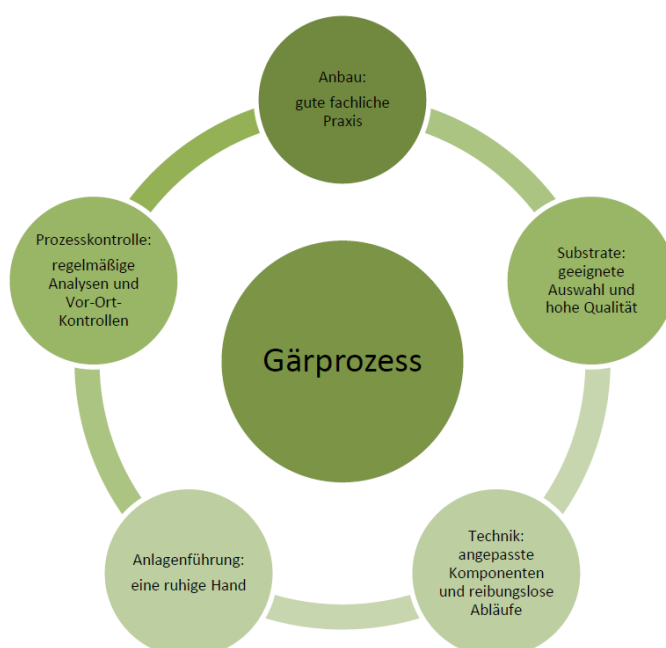 Anbau:
gute fachliche
Praxis
Substrate:
geeignete
Auswahl und
hohe Qualität
Technik:
angepasste
Komponenten
und reibungslose
Abläufe
Anlagenführung:
eine ruhige Hand
Prozesskontrolle:
regelmäßige
Analysen und
Vor-Ort-
Kontrollen
Gärprozess